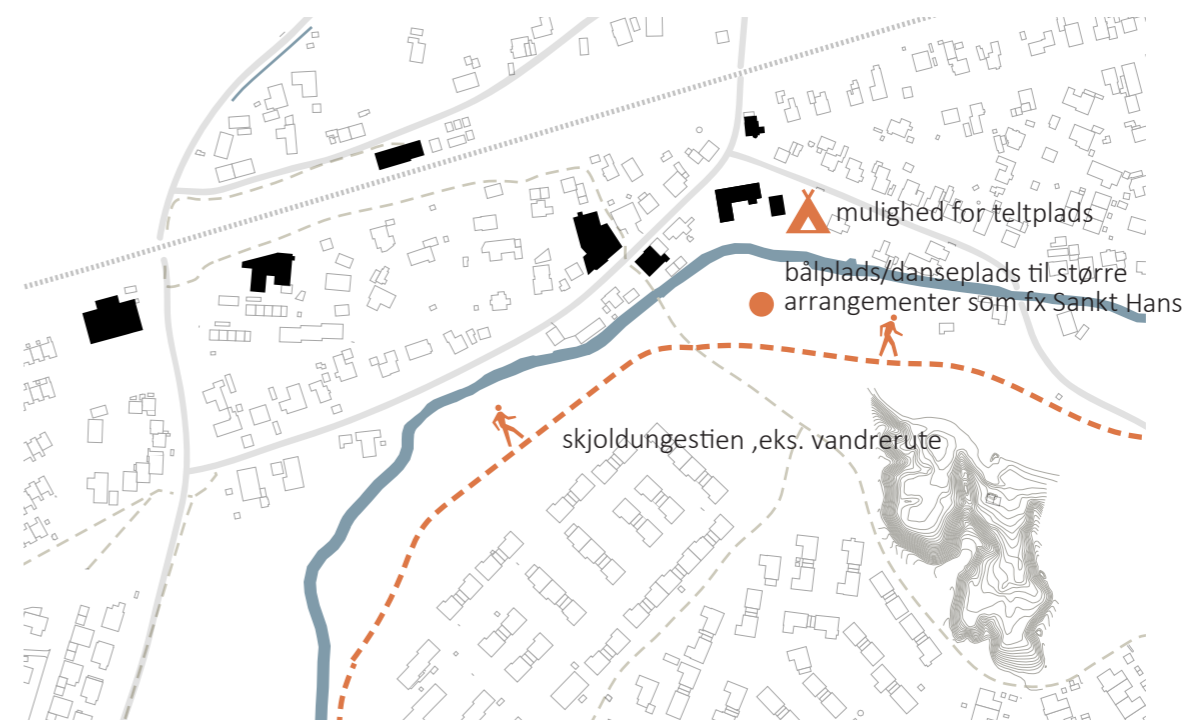 mulighed for teltplads
bålplads/danseplads til større
arrangementer som fx Sankt Hans
skjoldungestien ,eks. vandrerute